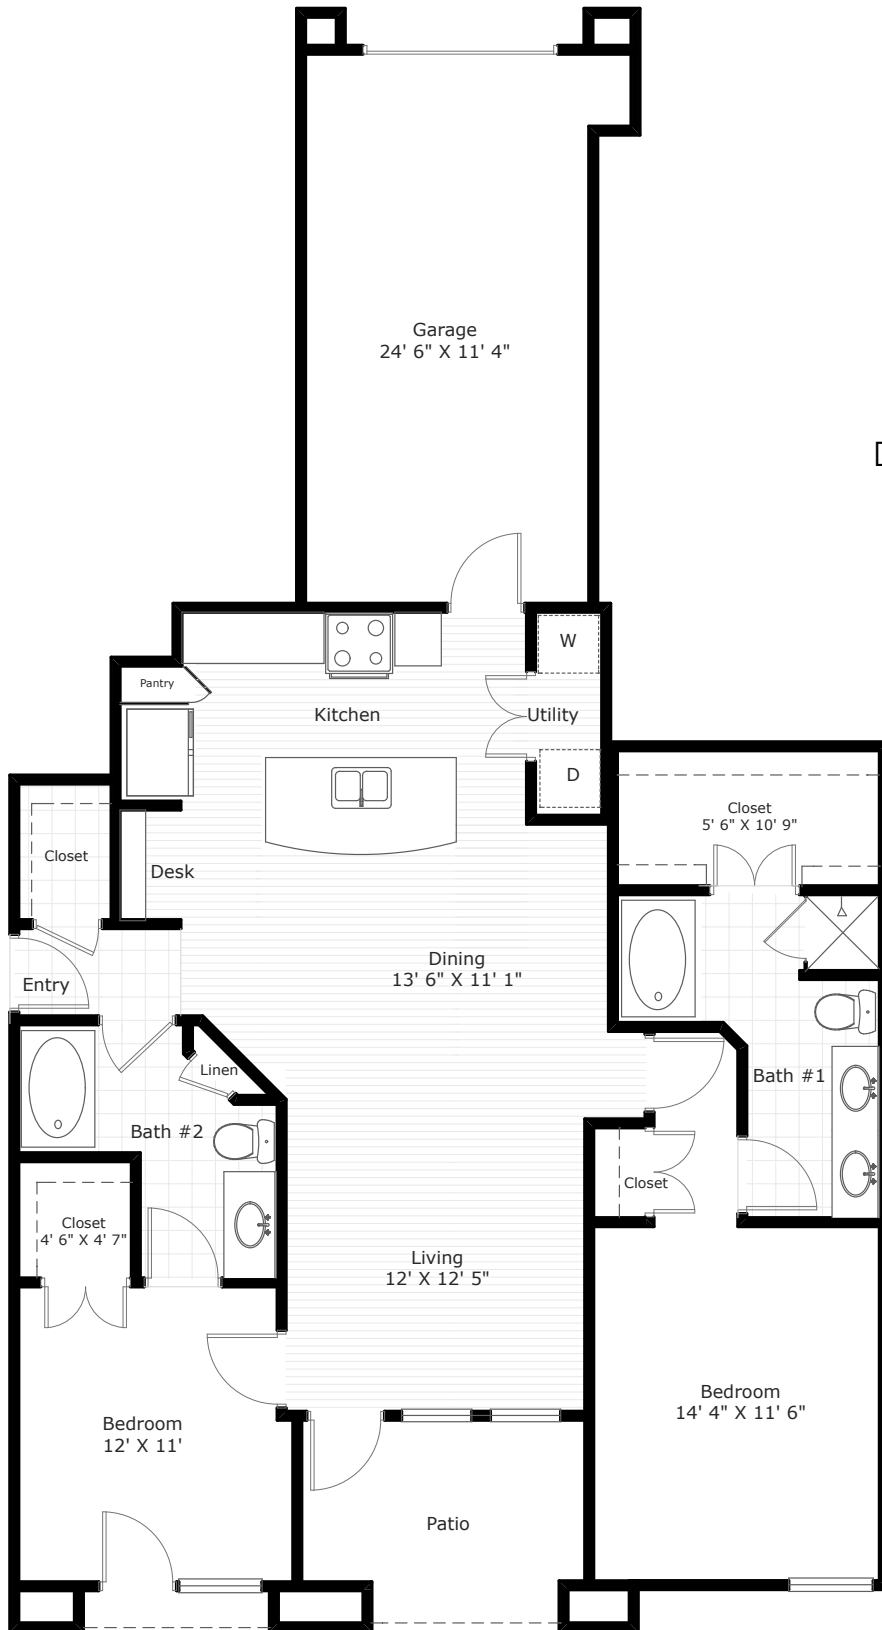 Garage
24' 6" X 11' 4"
W
Pantry
Kitchen
Utility
D
Closet
5' 6" X 10' 9"
Closet
Desk
Dining
13' 6" X 11' 1"
Entry
Linen
Bath #1
Bath #2
Closet
Closet
4' 6" X 4' 7"
Living
12' X 12' 5"
Bedroom
14' 4" X 11' 6"
Bedroom
12' X 11'
Patio